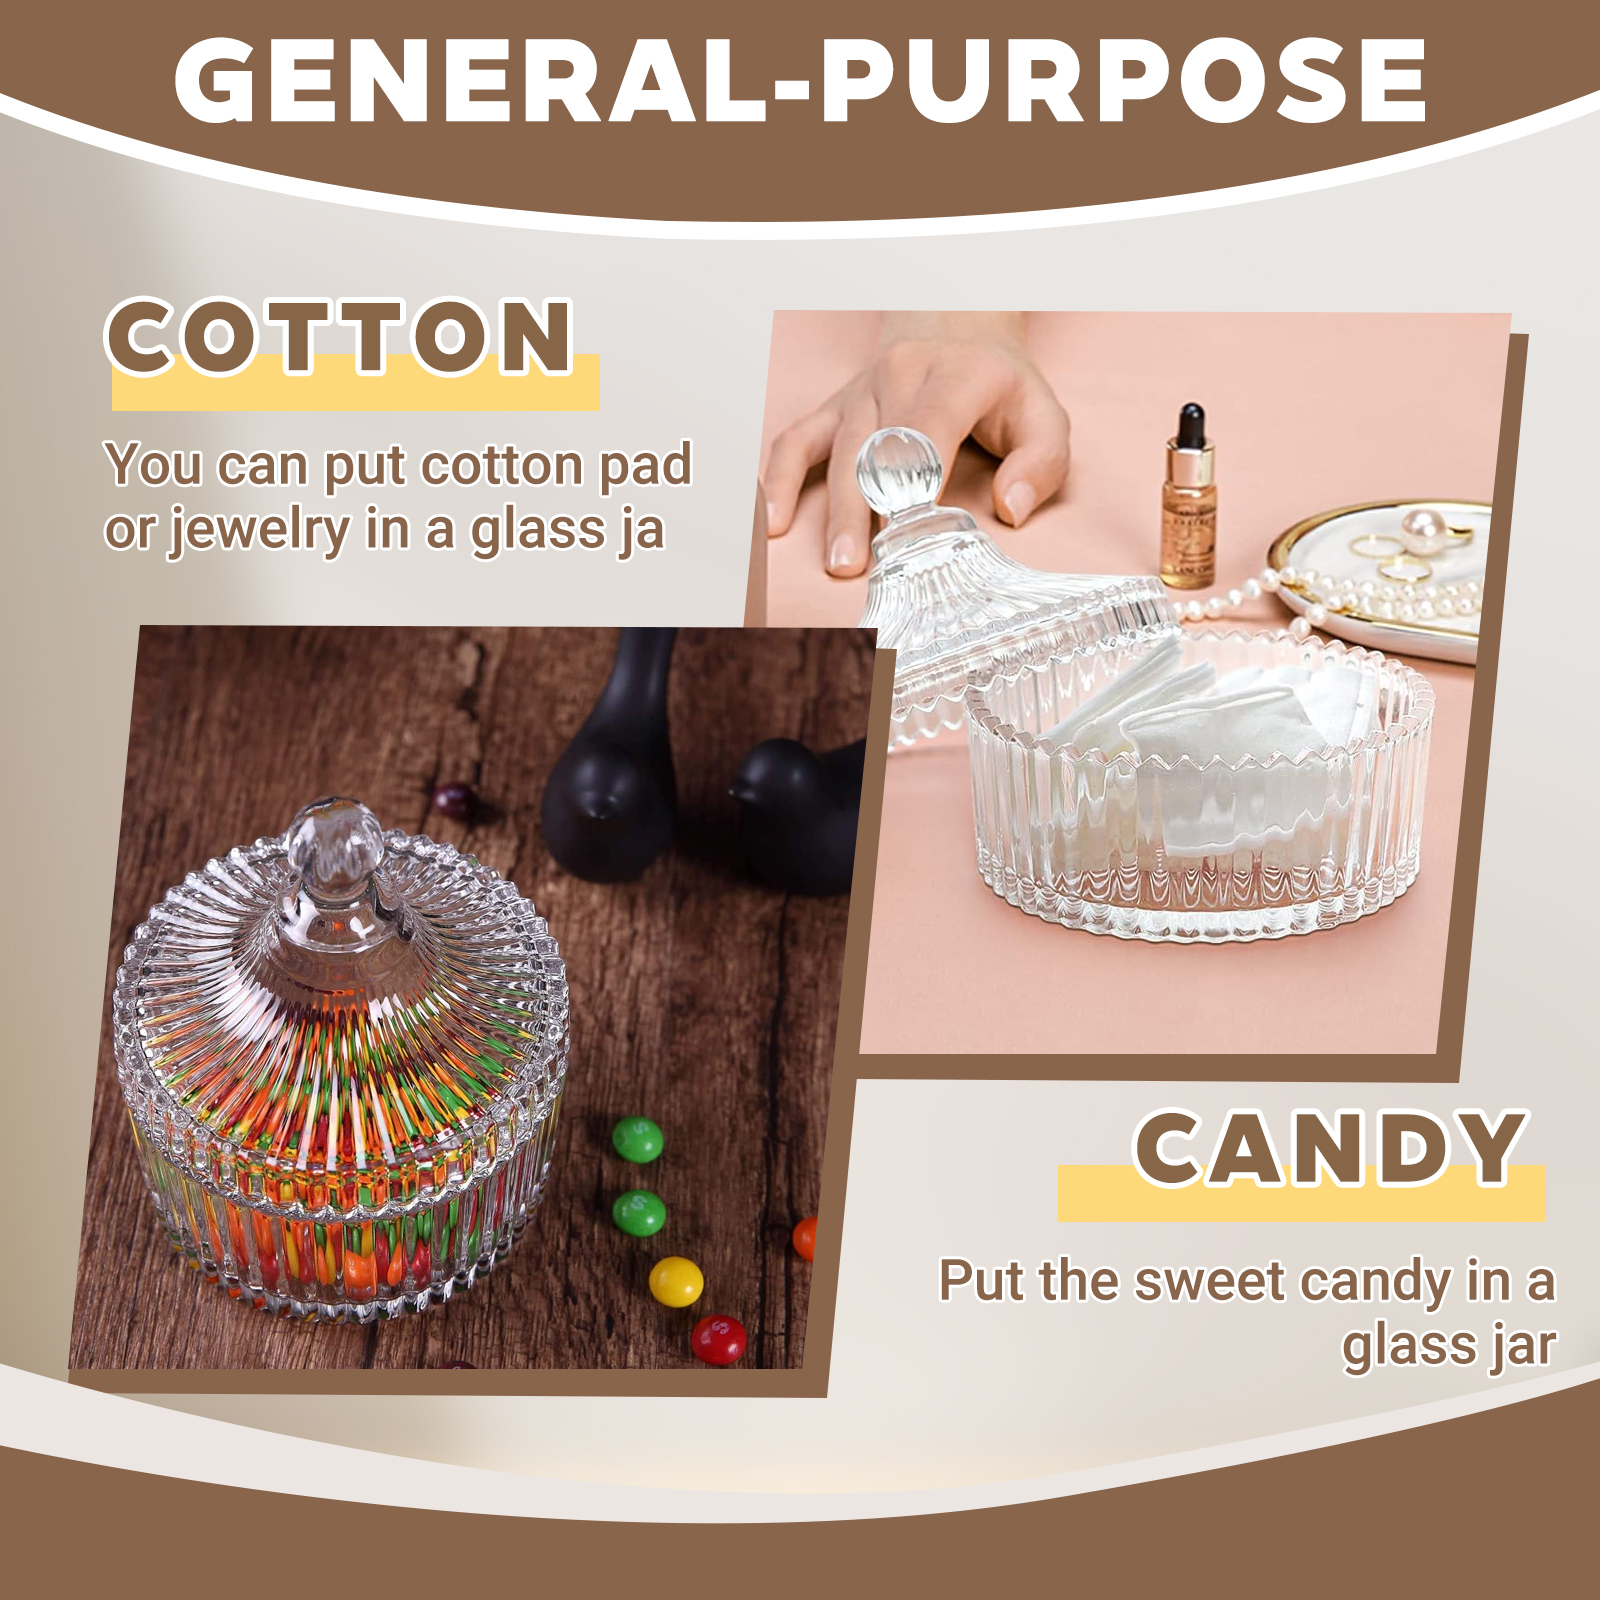 GENERAL-PURPOSE
COTTON
You can put cotton pad
or jewelry in a glass ja
CANDY
Put the sweet candy in a
glass jar